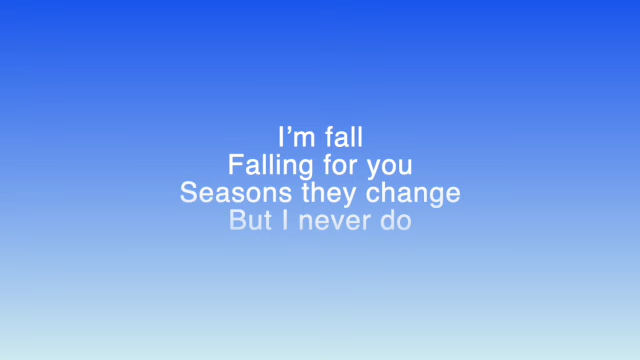 I’m fall
Falling for you
Seasons they change
But I never do